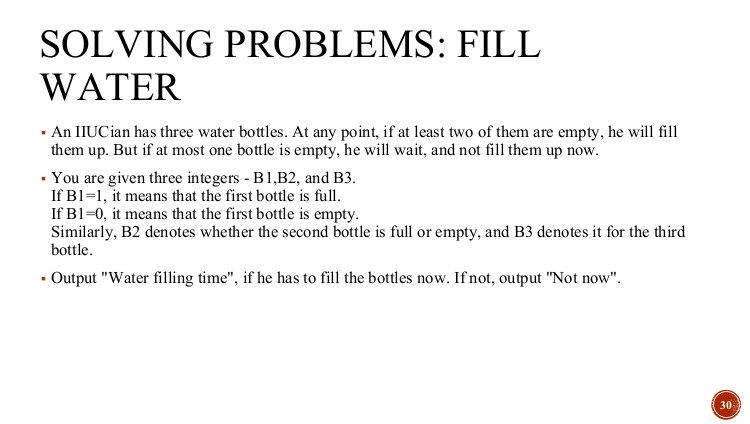 SOLVING PROBLEMS: FILL
WATER
▪ An IIUCian has three water bottles. At any point, if at least two of them are empty, he will fill
them up. But if at most one bottle is empty, he will wait, and not fill them up now.
▪ You are given three integers - B1,B2, and B3.
If B1=1, it means that the first bottle is full.
If B1=0, it means that the first bottle is empty.
Similarly, B2 denotes whether the second bottle is full or empty, and B3 denotes it for the third
bottle.
▪ Output "Water filling time", if he has to fill the bottles now. If not, output "Not now".
30